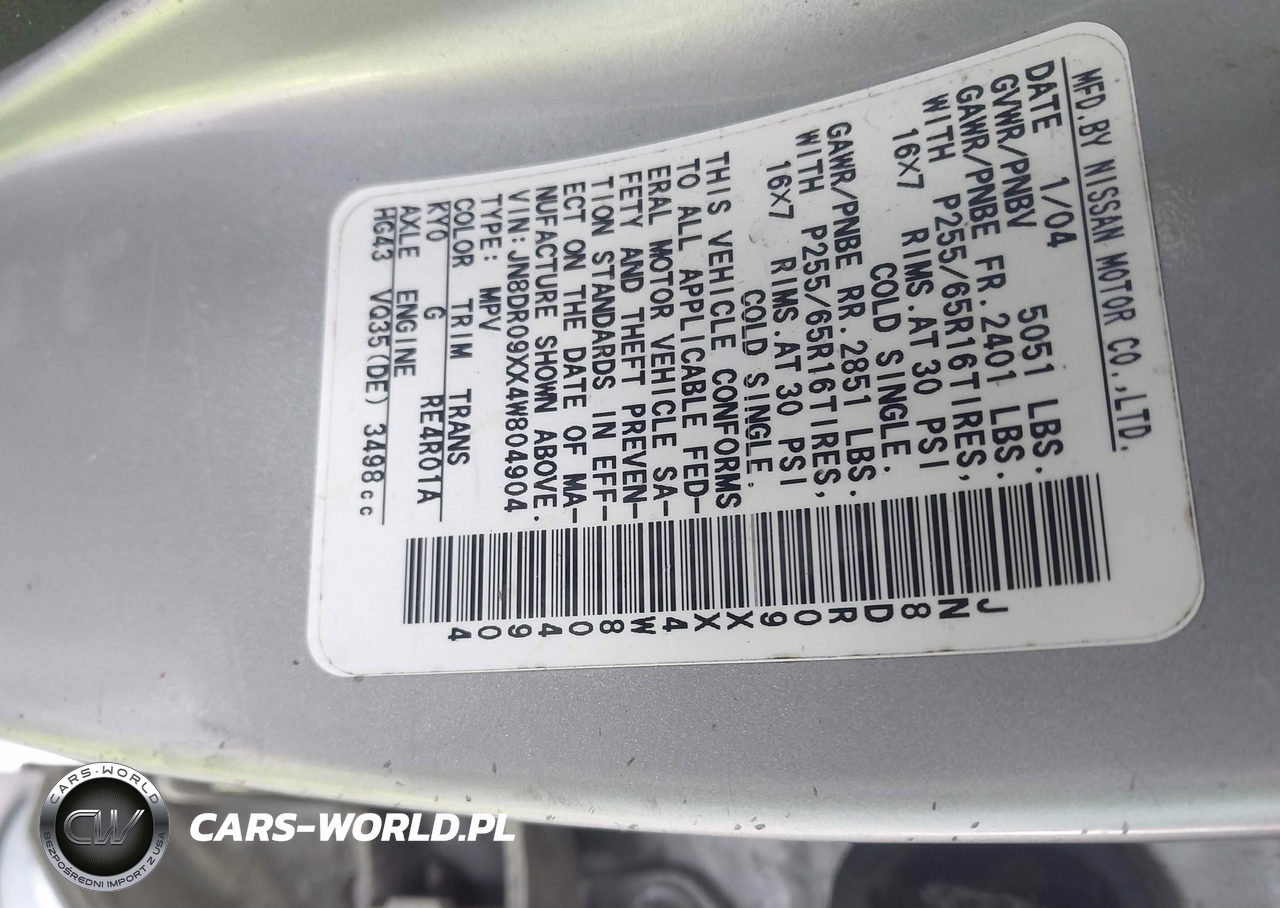 MFD.BY NISSAN MOTOR CO.,LTD.
DATE 1/04
GVWR/PNBV 5051 LBS.
GAWR/PNBE FR.2401 LBS.
WITH P255/65R16TIRES,
16X7 RIMS.AT 30 PSI
COLD SINGLE.
GAWR/PNBE RR.2851 LBS.
WITH P255/65R16TIRES,
16X7 RIMS.AT 30 PSI
COLD SINGLE.
THIS VEHICLE CONFORMS
TO ALL APPLICABLE FED-
ERAL MOTOR VEHICLE SA-
FETY AND THEFT PREVEN-
TION STANDARDS IN EFF-
ECT ON THE DATE OF MA-
NUFACTURE SHOWN ABOVE.
VIN:JN8DR09XX4W804904
TYPE: MPV
COLOR TRIM TRANS
KY0 G RE4R01A
AXLE ENGINE
HG43 VQ35(DE) 3498cc
JN8DR09XX4W804904
CARS-WORLD
CW
BEZPOŚREDNI IMPORT Z USA
CARS-WORLD.PL